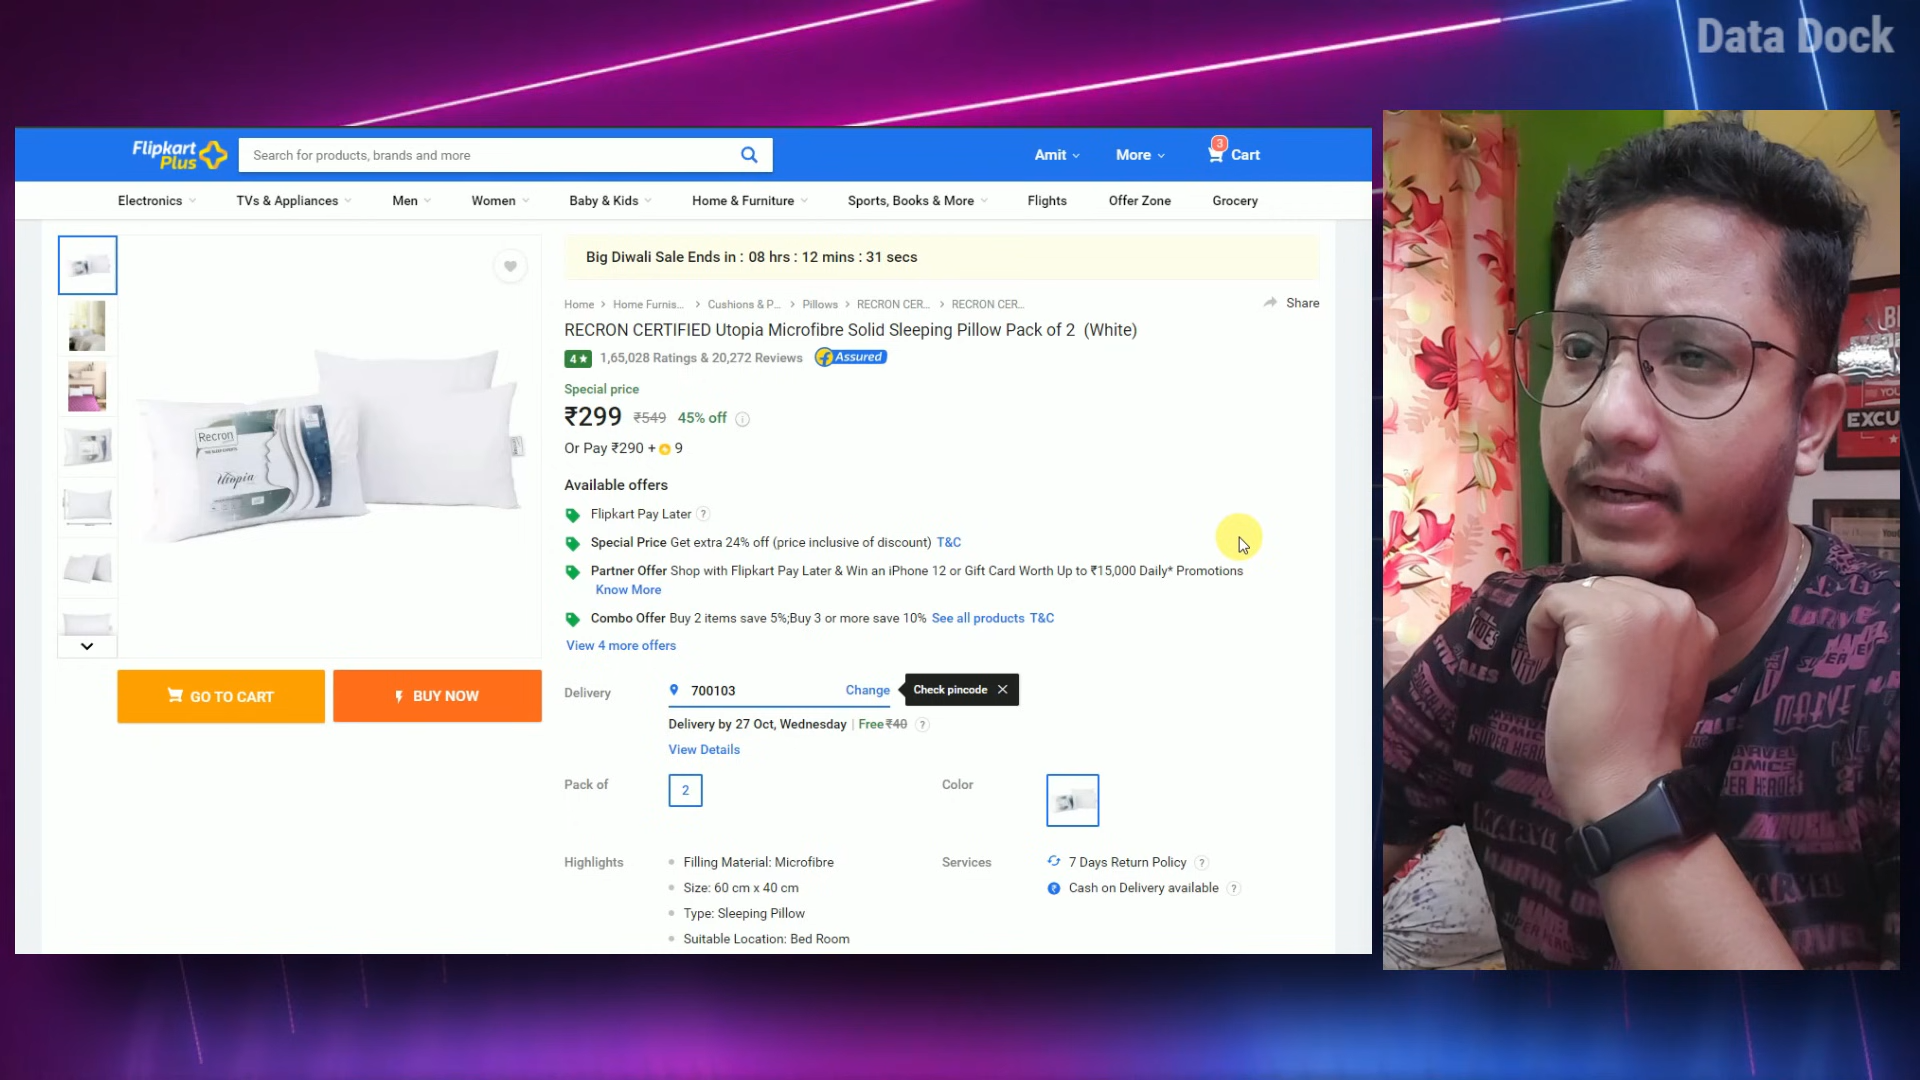 Data Dock
Flipkart
Plus
Search for products, brands and more
Amit
More
3
Cart
Electronics
TVs & Appliances
Men
Women
Baby & Kids
Home & Furniture
Sports, Books & More
Flights
Offer Zone
Grocery
Big Diwali Sale Ends in : 08 hrs : 12 mins : 31 secs
Home > Home Furnis... > Cushions & P... > Pillows > RECRON CER... > RECRON CER...
Share
RECRON CERTIFIED Utopia Microfibre Solid Sleeping Pillow Pack of 2 (White)
4★ 1,65,028 Ratings & 20,272 Reviews Assured
Special price
₹299 ₹549 45% off
Or Pay ₹290 + 9
Available offers
Flipkart Pay Later ?
Special Price Get extra 24% off (price inclusive of discount) T&C
Partner Offer Shop with Flipkart Pay Later & Win an iPhone 12 or Gift Card Worth Up to ₹15,000 Daily* Promotions
Know More
Combo Offer Buy 2 items save 5%;Buy 3 or more save 10% See all products T&C
View 4 more offers
Recron
Utopia
GO TO CART
BUY NOW
Delivery
700103
Change
Check pincode ✕
Delivery by 27 Oct, Wednesday | Free ₹40 ?
View Details
Pack of
2
Color
Highlights
Filling Material: Microfibre
Size: 60 cm x 40 cm
Type: Sleeping Pillow
Suitable Location: Bed Room
Services
7 Days Return Policy ?
Cash on Delivery available ?
YOU
EXCU
MARVEL
COMICS
SUPER HEROES